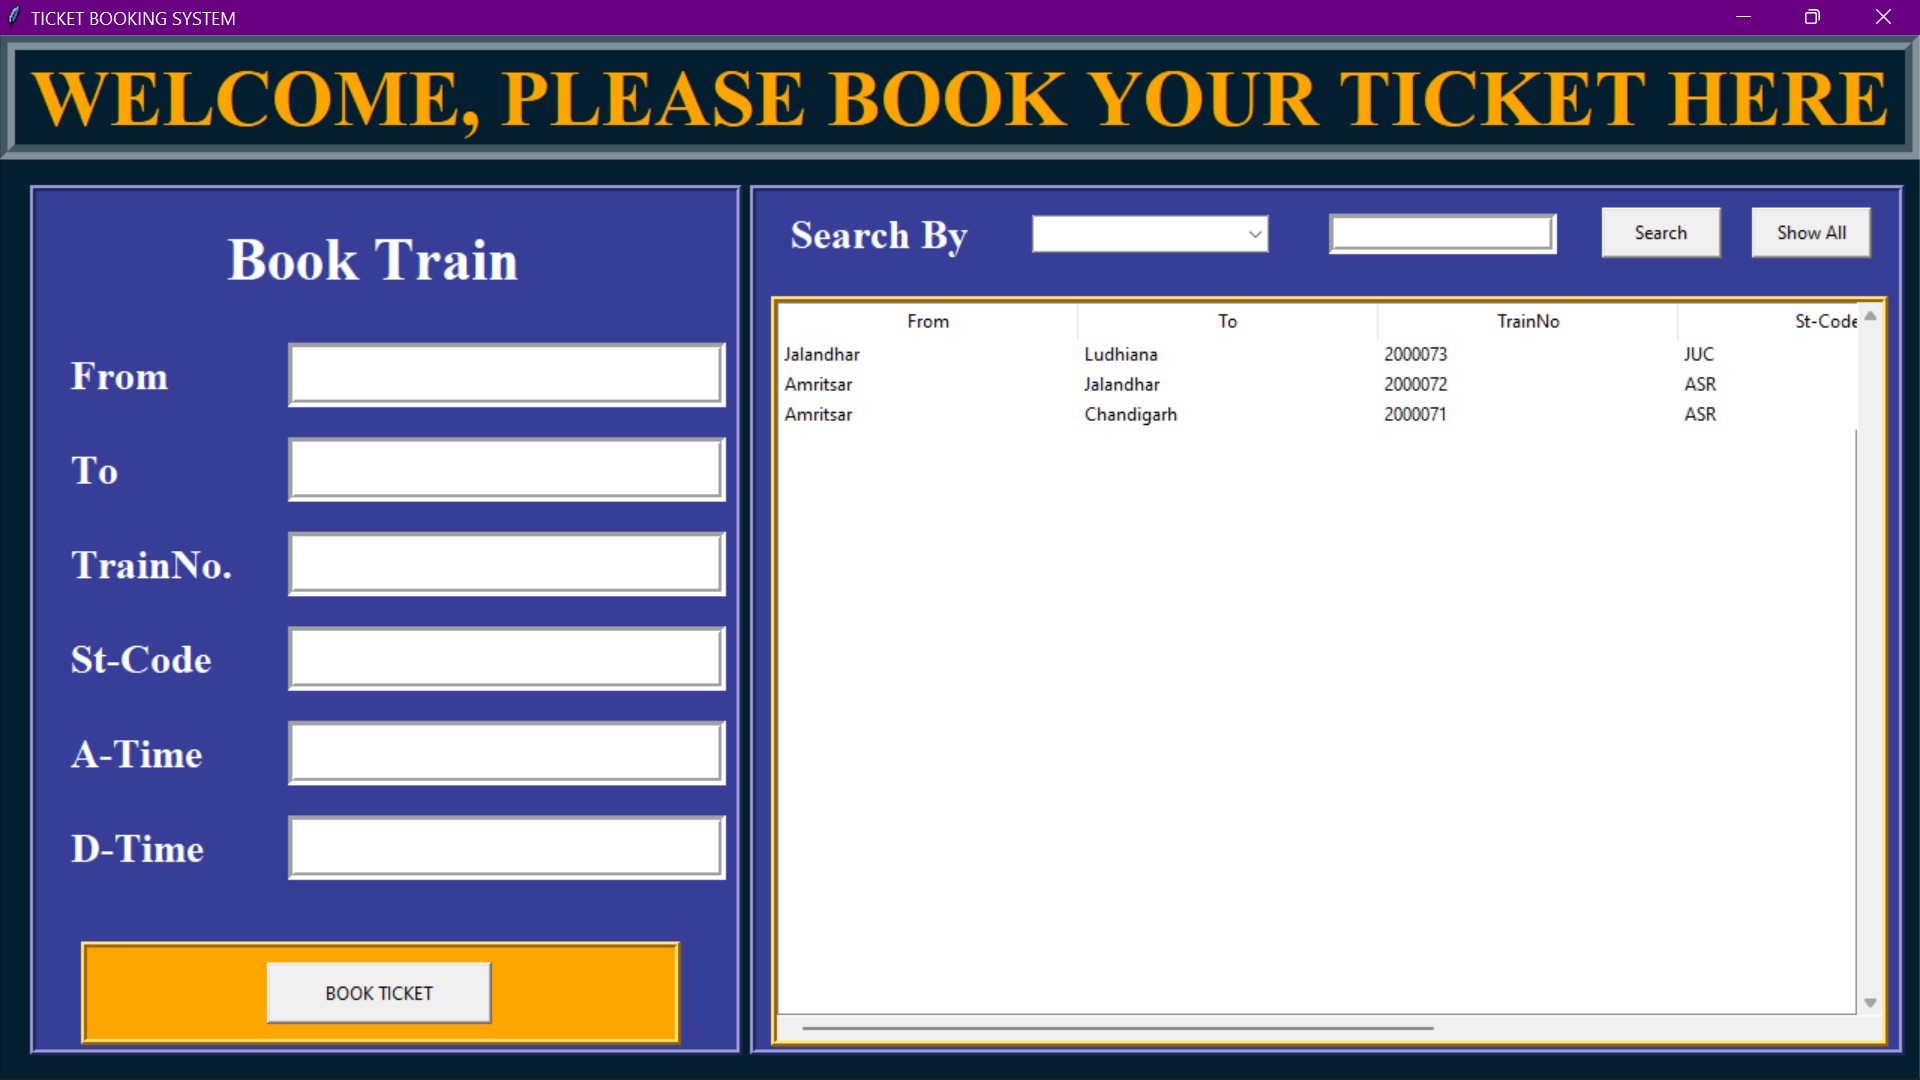 TICKET BOOKING SYSTEM
WELCOME, PLEASE BOOK YOUR TICKET HERE
Book Train
From
To
TrainNo.
St-Code
A-Time
D-Time
BOOK TICKET
Search By Search Show All
From To TrainNo St-Code
Jalandhar Ludhiana 2000073 JUC
Amritsar Jalandhar 2000072 ASR
Amritsar Chandigarh 2000071 ASR